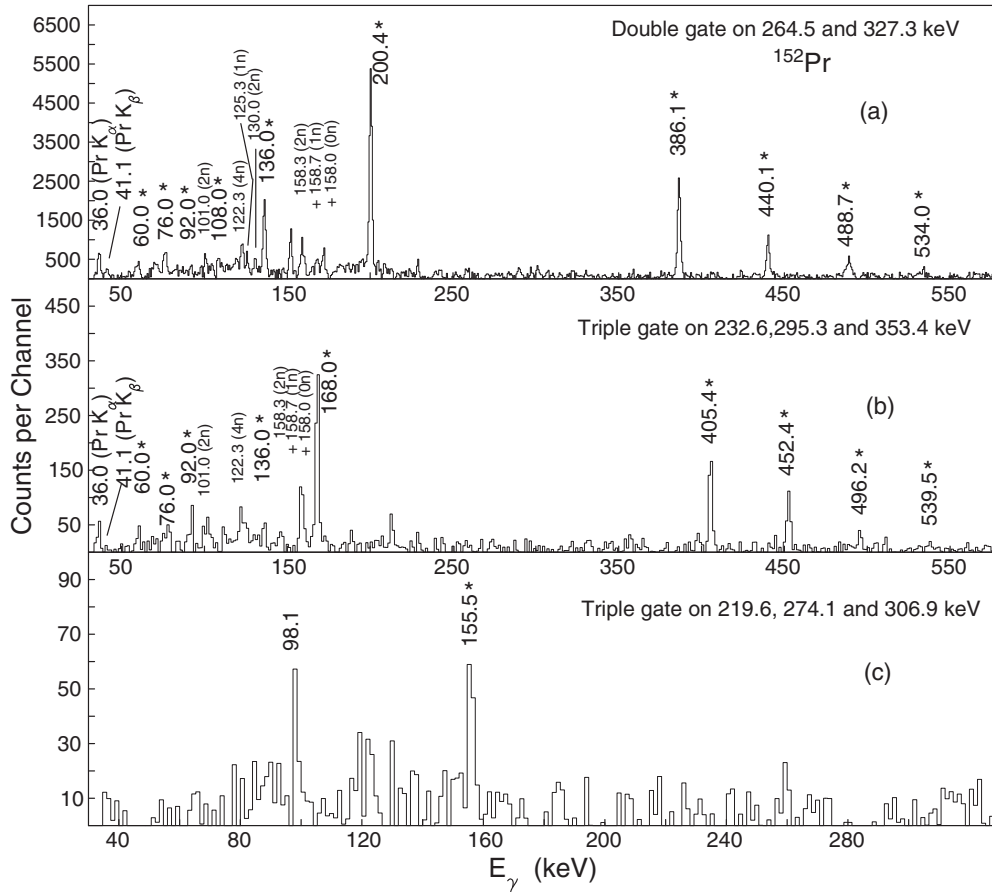 Counts per Channel
6500
5500
4500
3500
2500
1500
500
Double gate on 264.5 and 327.3 keV
152Pr
(a)
36.0 (Pr Kα)
41.1 (Pr Kβ)
60.0*
76.0*
92.0*
101.0 (2n)
108.0*
122.3 (4n)
125.3 (1n)
130.0 (2n)
136.0*
158.3 (2n)
+ 158.7 (1n)
+ 158.0 (0n)
200.4*
386.1*
440.1*
488.7*
534.0*
50 150 250 350 450 550
450
350
250
150
50
Triple gate on 232.6,295.3 and 353.4 keV
(b)
36.0 (Pr Kα)
41.1 (Pr Kβ)
60.0*
76.0*
92.0*
101.0 (2n)
122.3 (4n)
136.0*
158.3 (2n)
+ 158.7 (1n)
+ 158.0 (0n)
168.0*
405.4*
452.4*
496.2*
539.5*
50 150 250 350 450 550
90
70
50
30
10
Triple gate on 219.6, 274.1 and 306.9 keV
(c)
98.1
155.5*
40 80 120 160 200 240 280
Eγ (keV)